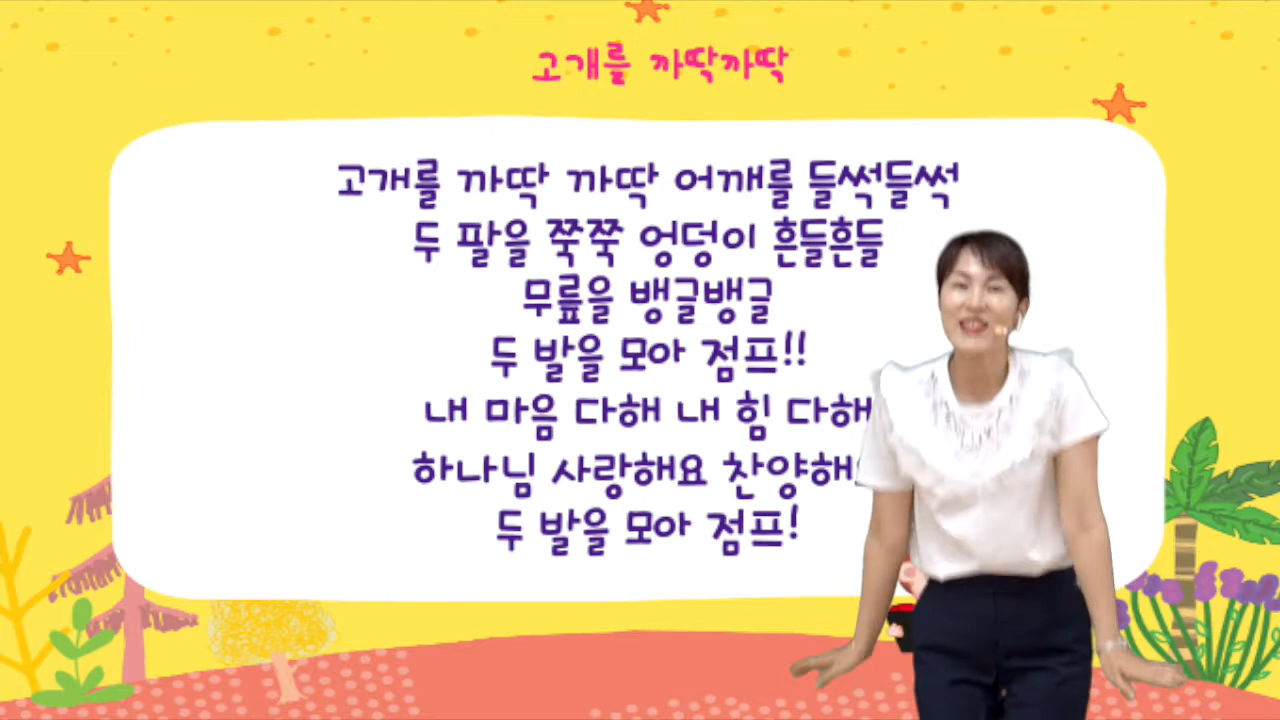 고개를 까딱까딱
고개를 까딱 까딱 어깨를 들썩들썩
두 팔을 쭉쭉 엉덩이 흔들흔들
무릎을 뱅글뱅글
두 발을 모아 점프!!
내 마음 다해 내 힘 다해
하나님 사랑해요 찬양해
두 발을 모아 점프!